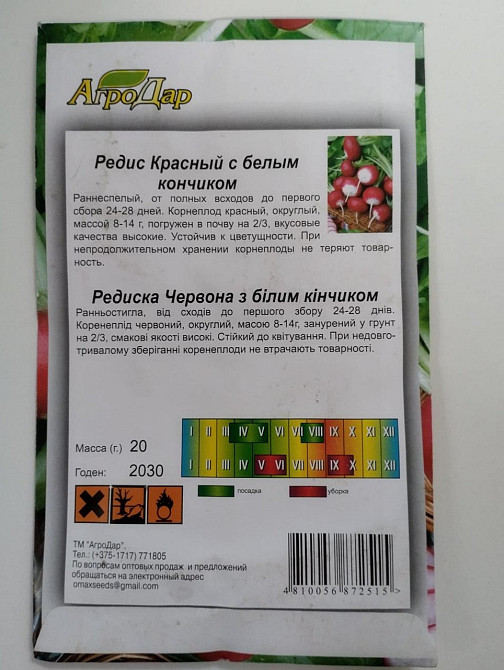 АгроДар
Редис Красный с белым
кончиком
Раннеспелый, от полных всходов до первого
сбора 24-28 дней. Корнеплод красный, округлый,
массой 8-14 г, погружен в почву на 2/3, вкусовые
качества высокие. Устойчив к цветущности. При
непродолжительном хранении корнеплоды не теряют товар-
ность.
Редиска Червона з білим кінчиком
Ранньостигла, від сходів до першого збору 24-28 днів.
Коренеплід червоний, округлий, масою 8-14г, занурений у грунт
на 2/3, смакові якості високі. Стійкий до квітування. При недовго-
тривалому зберіганні коренеплоди не втрачають товарності.
I II III IV V VI VII VIII IX X XI XII
Масса (г.) 20
I II III IV V VI VII VIII IX X XI XII
Годен: 2030
посадка уборка
ТМ "АгроДар".
Тел.: (+375-1717) 771805
По вопросам оптовых продаж и предложений
обращаться на электронный адрес
omaxseeds@gmail.com
4 810056 872515 >